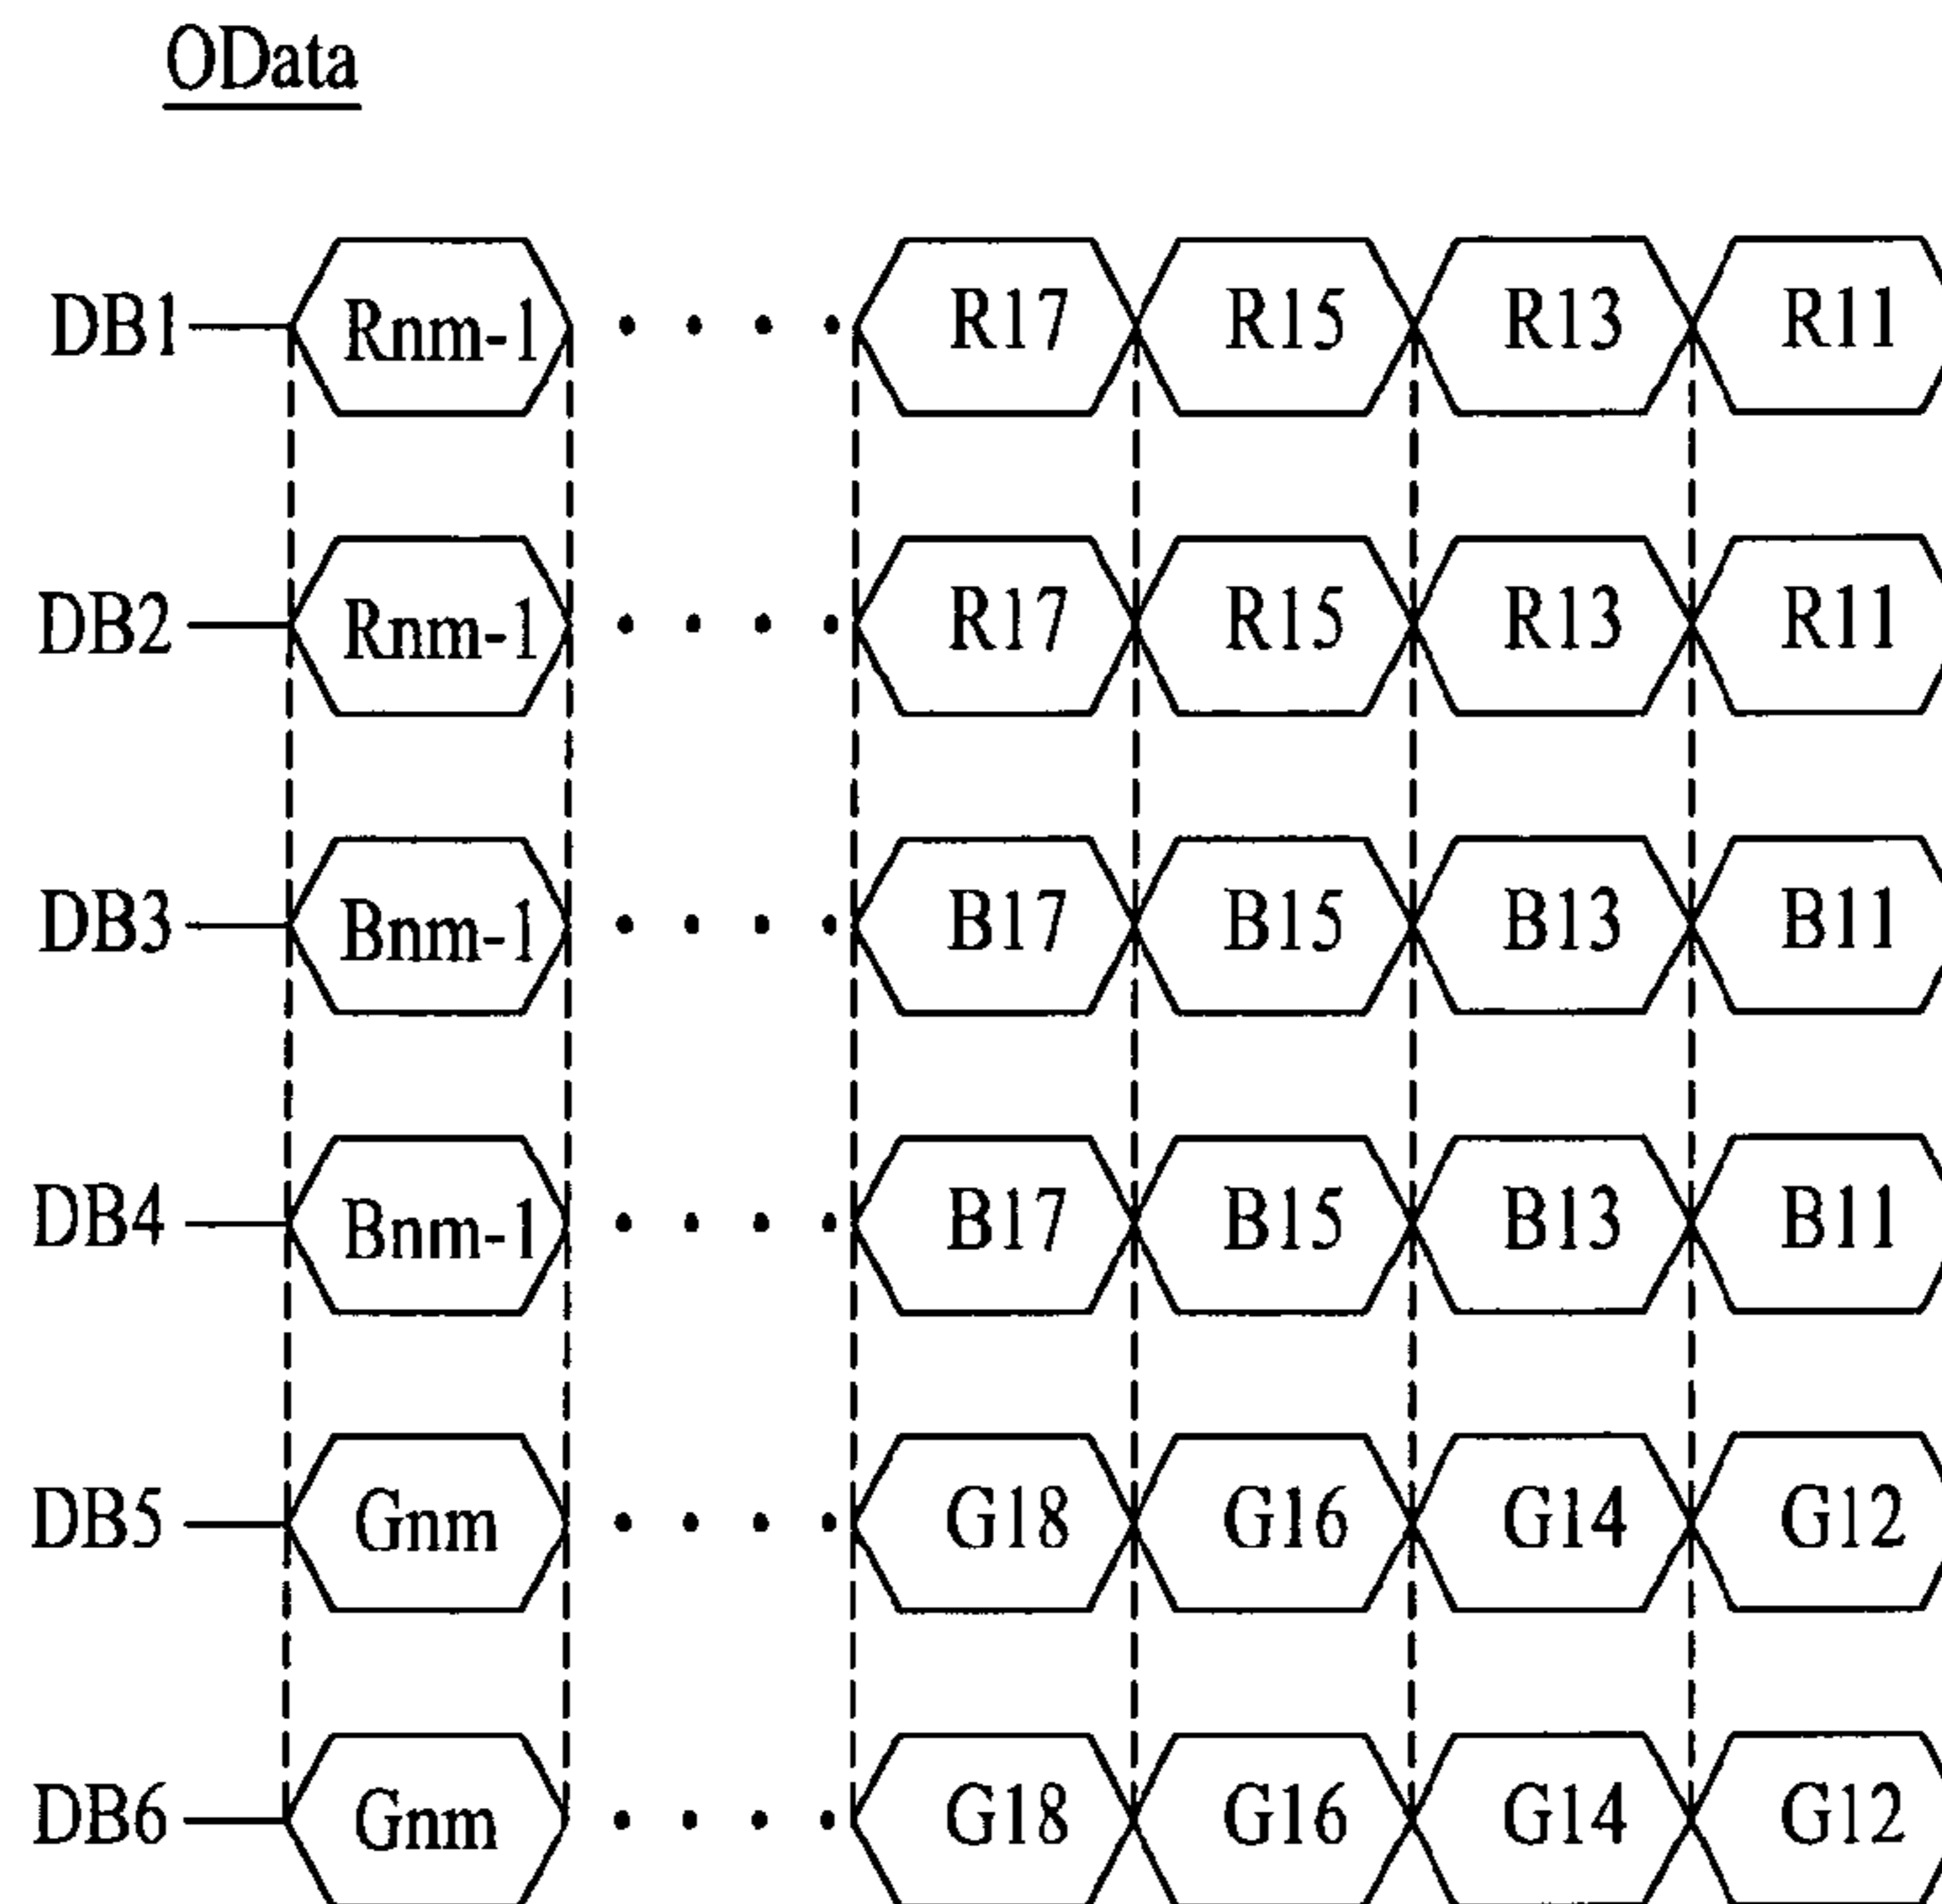 OData
DB1 Rnm-1 R17 R15 R13 R11
DB2 Rnm-1 R17 R15 R13 R11
DB3 Bnm-1 B17 B15 B13 B11
DB4 Bnm-1 B17 B15 B13 B11
DB5 Gnm G18 G16 G14 G12
DB6 Gnm G18 G16 G14 G12